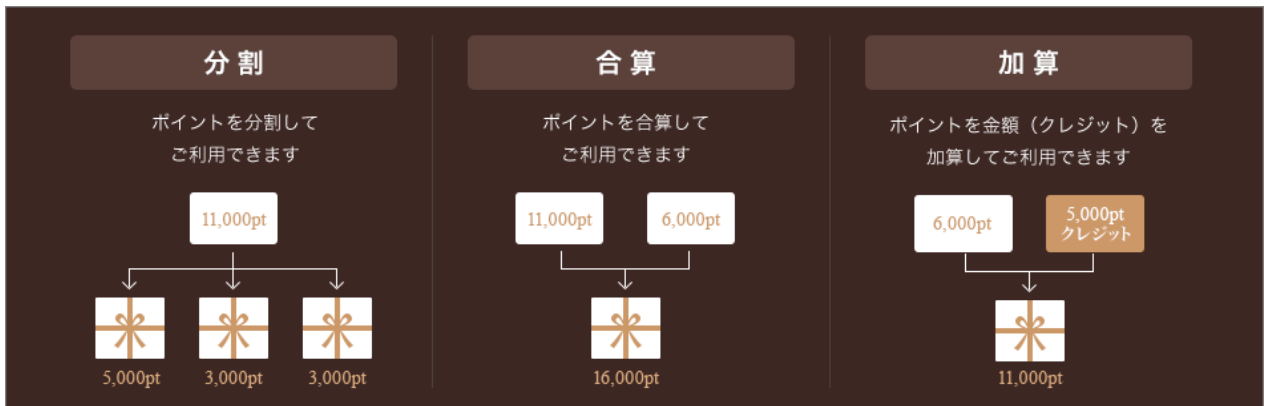 分割
ポイントを分割して
ご利用できます
11,000pt
5,000pt
3,000pt
3,000pt
合算
ポイントを合算して
ご利用できます
11,000pt
6,000pt
16,000pt
加算
ポイントを金額（クレジット）を
加算してご利用できます
6,000pt
5,000pt
クレジット
11,000pt